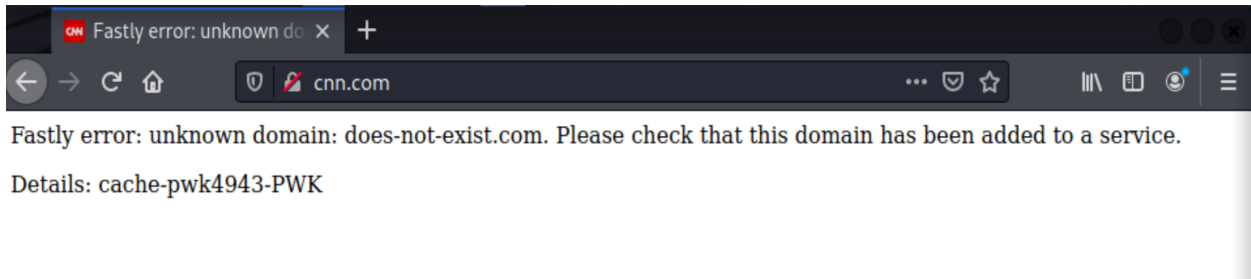 CNN Fastly error: unknown do
cnn.com
Fastly error: unknown domain: does-not-exist.com. Please check that this domain has been added to a service.
Details: cache-pwk4943-PWK